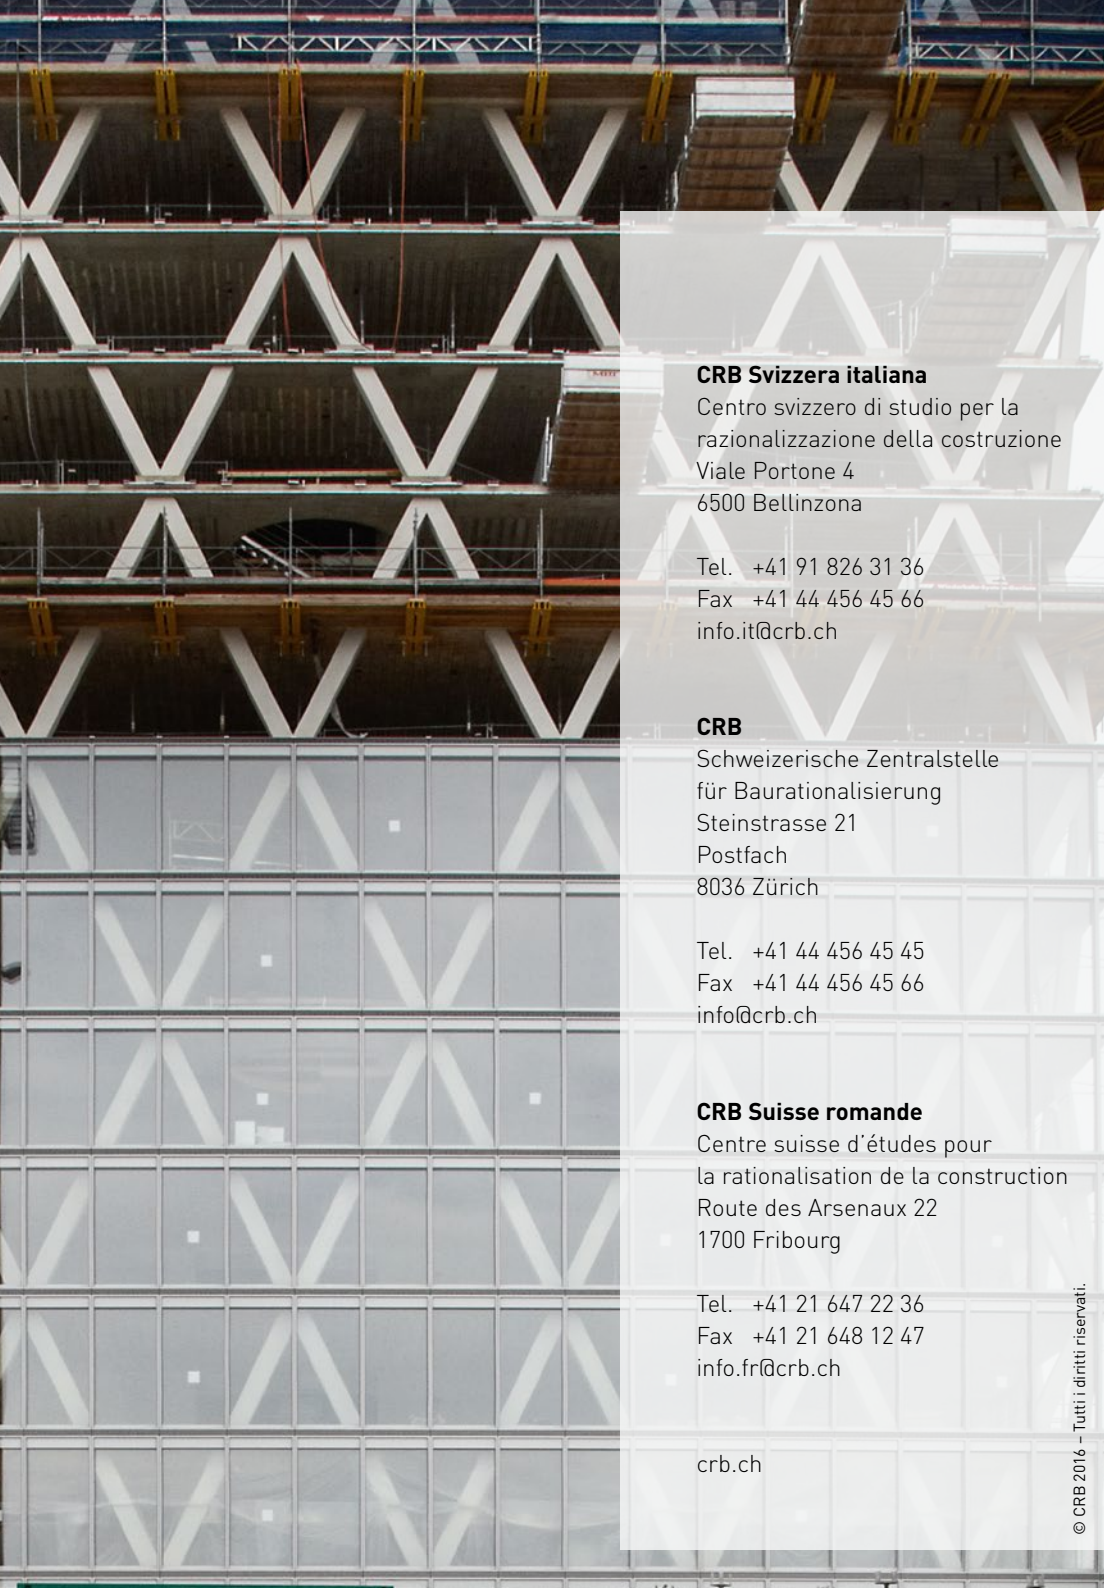 CRB Svizzera italiana
Centro svizzero di studio per la
razionalizzazione della costruzione
Viale Portone 4
6500 Bellinzona
Tel. +41 91 826 31 36
Fax +41 44 456 45 66
info.it@crb.ch
CRB
Schweizerische Zentralstelle
für Baurationalisierung
Steinstrasse 21
Postfach
8036 Zürich
Tel. +41 44 456 45 45
Fax +41 44 456 45 66
info@crb.ch
CRB Suisse romande
Centre suisse d’études pour
la rationalisation de la construction
Route des Arsenaux 22
1700 Fribourg
Tel. +41 21 647 22 36
Fax +41 21 648 12 47
info.fr@crb.ch
crb.ch
© CRB 2016 – Tutti i diritti riservati.